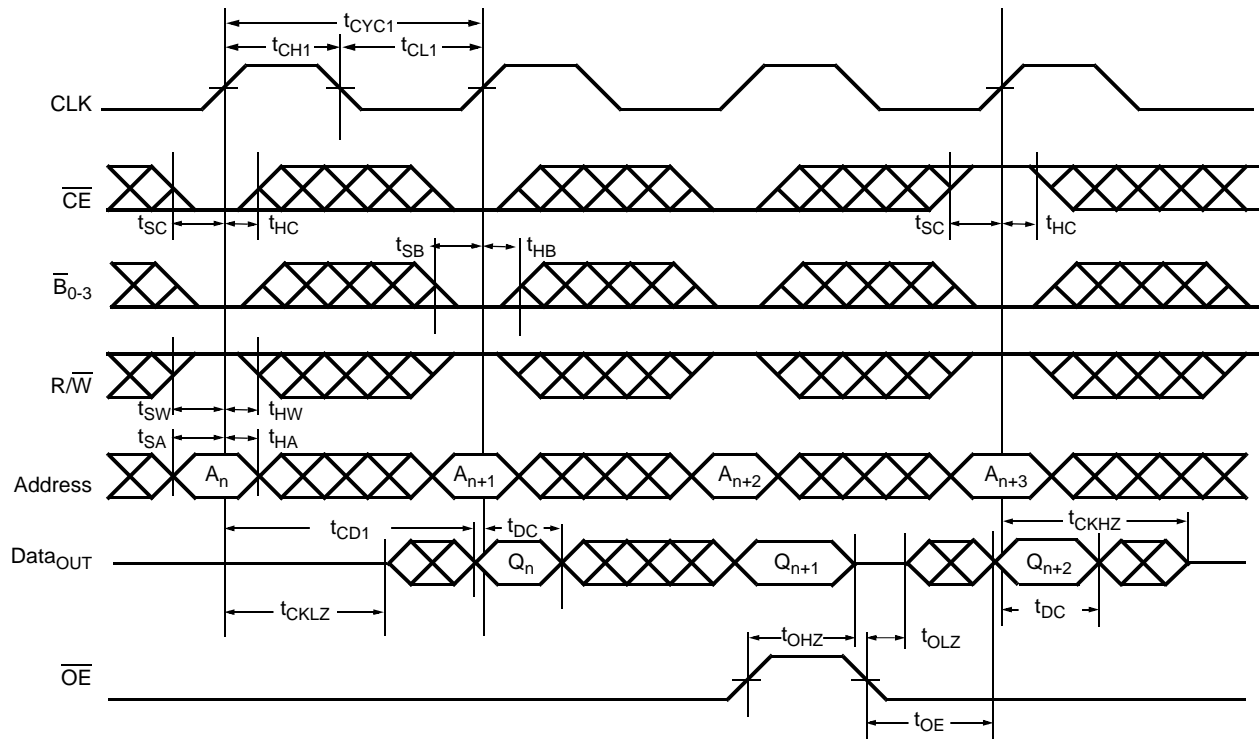 tCYC1
tCH1 tCL1
CLK
CE
tSC tHC tSC tHC
tSB tHB
B0-3
R/W
tSW tHW
tSA tHA
Address An An+1 An+2 An+3
tCD1 tDC tCKHZ
DataOUT Qn Qn+1 Qn+2
tCKLZ tDC
tOHZ tOLZ
OE
tOE